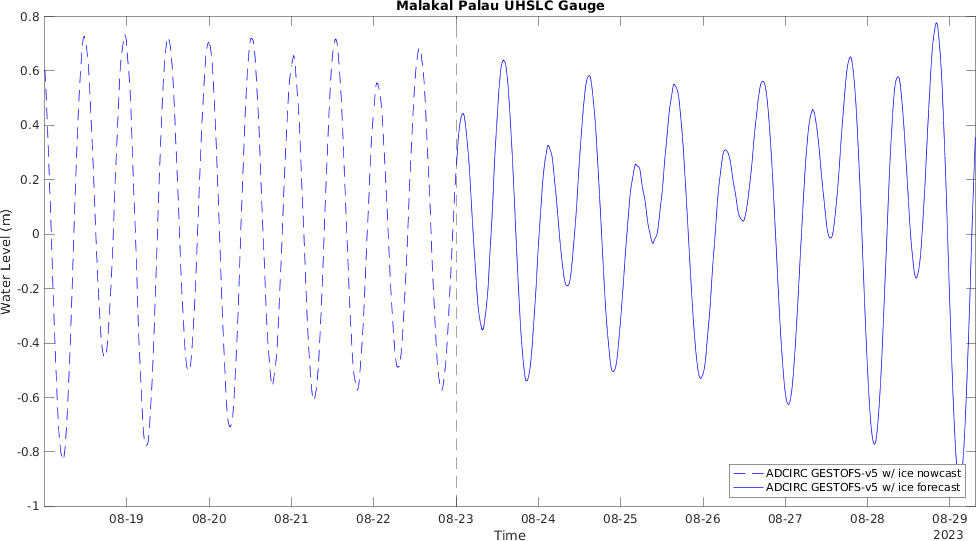 Malakal Palau UHSLC Gauge
0.8
0.6
0.4
0.2
0
-0.2
-0.4
-0.6
-0.8
-1
Water Level (m)
ADCIRC GESTOFS-v5 w/ ice nowcast
ADCIRC GESTOFS-v5 w/ ice forecast
08-19 08-20 08-21 08-22 08-23 08-24 08-25 08-26 08-27 08-28 08-29
Time
2023